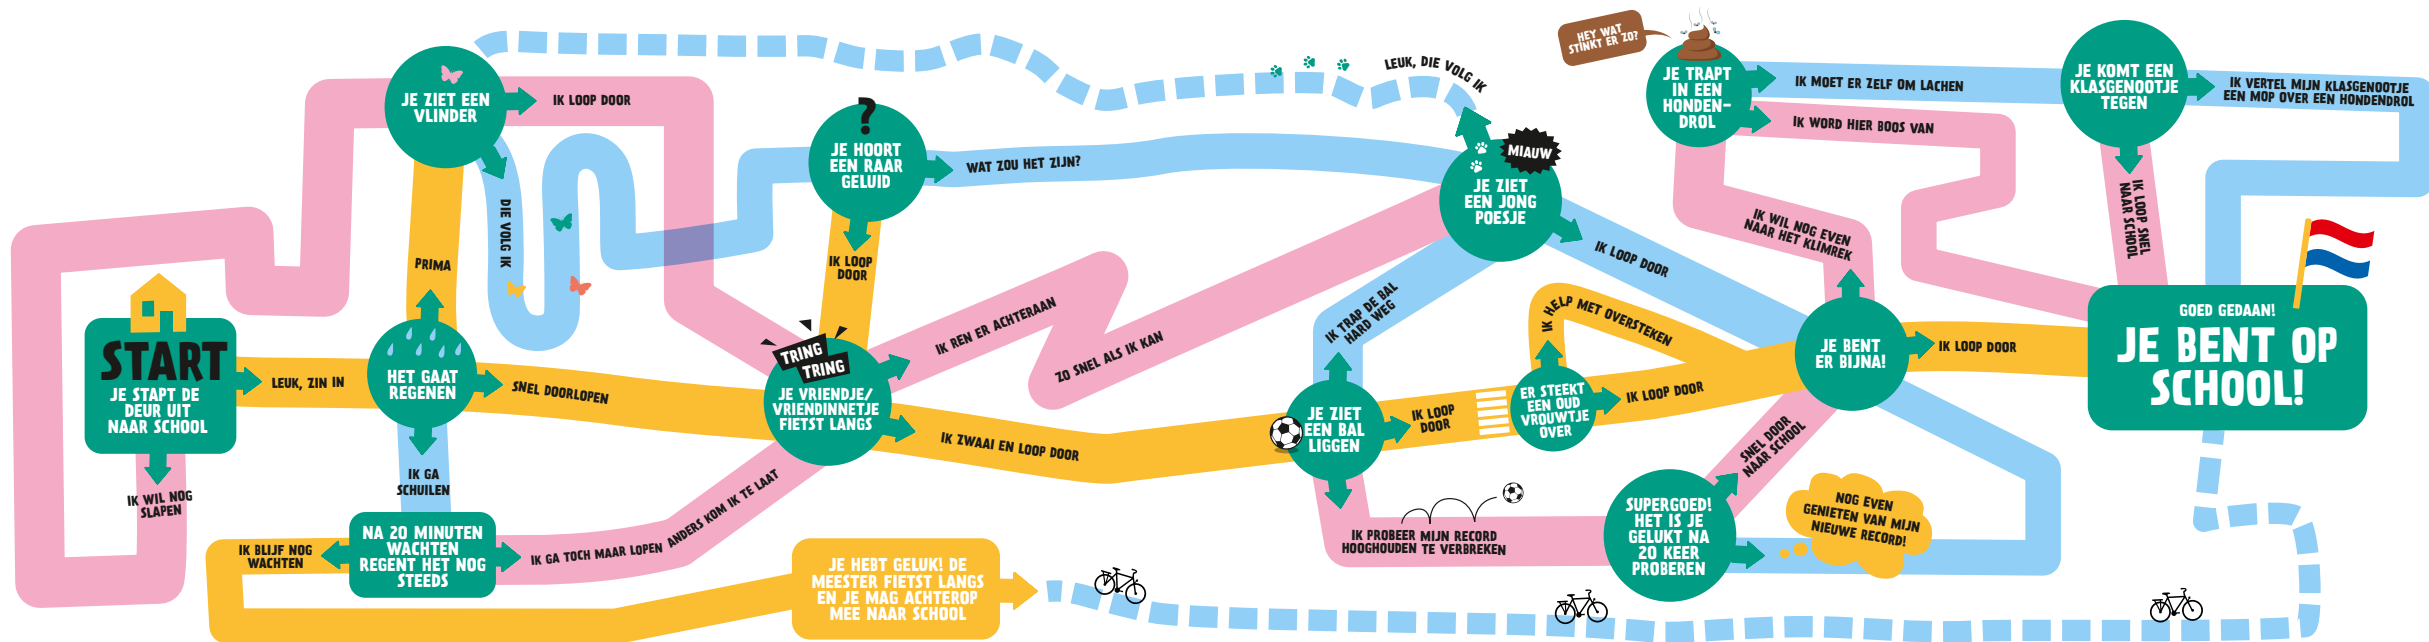 START
JE STAPT DE
DEUR UIT
NAAR SCHOOL
LEUK, ZIN IN
IK WIL NOG
SLAPEN
JE ZIET EEN
VLINDER
IK LOOP DOOR
DIE VOLG IK
PRIMA
HET GAAT
REGENEN
SNEL DOORLOPEN
IK GA
SCHUILEN
NA 20 MINUTEN
WACHTEN
REGENT HET NOG
STEEDS
IK BLIJF NOG
WACHTEN
IK GA TOCH MAAR LOPEN ANDERS KOM IK TE LAAT
JE HEBT GELUK! DE
MEESTER FIETST LANGS
EN JE MAG ACHTEROP
MEE NAAR SCHOOL
?
JE HOORT
EEN RAAR
GELUID
WAT ZOU HET ZIJN?
IK LOOP
DOOR
TRING
TRING
JE VRIENDJE/
VRIENDINNETJE
FIETST LANGS
IK REN ER ACHTERAAN
ZO SNEL ALS IK KAN
IK ZWAAI EN LOOP DOOR
LEUK, DIE VOLG IK
MIAUW
JE ZIET
EEN JONG
POESJE
IK LOOP DOOR
JE ZIET
EEN BAL
LIGGEN
IK TRAP DE BAL
HARD WEG
IK LOOP
DOOR
IK PROBEER MIJN RECORD
HOOGHOUDEN TE VERBREKEN
ER STEEKT
EEN OUD
VROUWTJE
OVER
IK HELP MET OVERSTEKEN
IK LOOP DOOR
SUPERGOED!
HET IS JE
GELUKT NA
20 KEER
PROBEREN
SNEL DOOR
NAAR SCHOOL
NOG EVEN
GENIETEN VAN MIJN
NIEUWE RECORD!
JE BENT
ER BIJNA!
IK LOOP DOOR
IK WIL NOG EVEN
NAAR HET KLIMREK
HEY WAT
STINKT ER ZO?
JE TRAPT
IN EEN
HONDEN-
DROL
IK MOET ER ZELF OM LACHEN
IK WORD HIER BOOS VAN
JE KOMT EEN
KLASGENOOTJE
TEGEN
IK VERTEL MIJN KLASGENOOTJE
EEN MOP OVER EEN HONDENDROL
IK LOOP SNEL
NAAR SCHOOL
GOED GEDAAN!
JE BENT OP
SCHOOL!